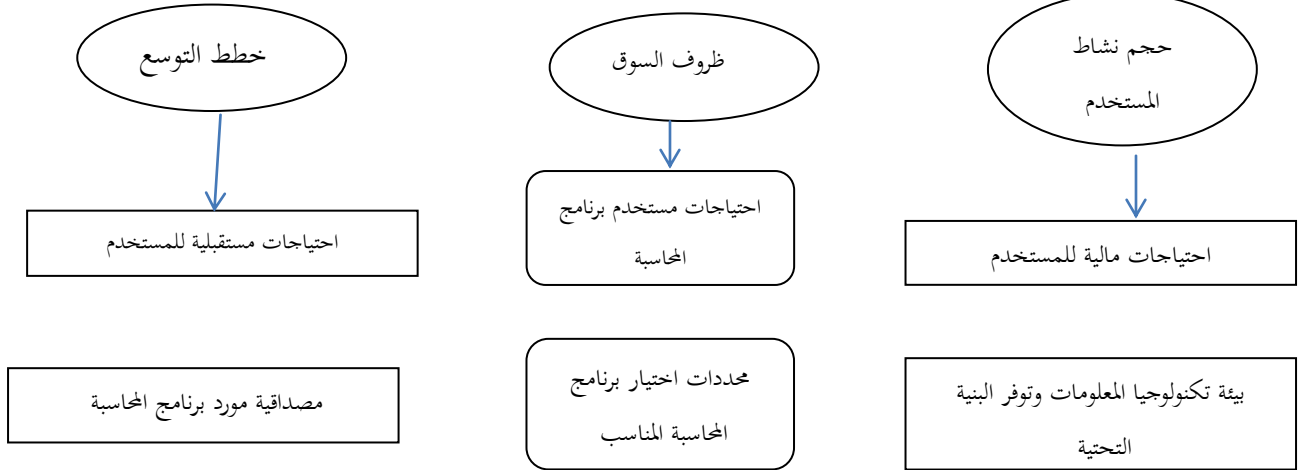 حجم نشاط
المستخدم
ظروف السوق
خطط التوسع
احتياجات مالية للمستخدم
احتياجات مستخدم برنامج
المحاسبة
احتياجات مستقبلية للمستخدم
بيئة تكنولوجيا المعلومات وتوفر البنية
التحتية
محددات اختيار برنامج
المحاسبة المناسب
مصداقية مورد برنامج المحاسبة